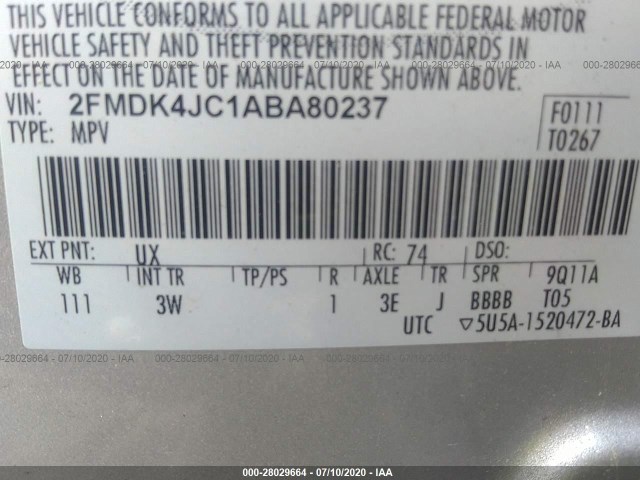 THIS VEHICLE CONFORMS TO ALL APPLICABLE FEDERAL MOTOR
VEHICLE SAFETY AND THEFT PREVENTION STANDARDS IN
EFFECT ON THE DATE OF MANUFACTURE SHOWN ABOVE.
VIN: 2FMDK4JC1ABA80237
TYPE: MPV
F0111
T0267
EXT PNT: UX RC: 74 DSO:
WB INT TR TP/PS R AXLE TR SPR 9Q11A
111 3W 1 3E J BBBB T05
UTC ▽5U5A-1520472-BA
000-28029664 - 07/10/2020 - IAA